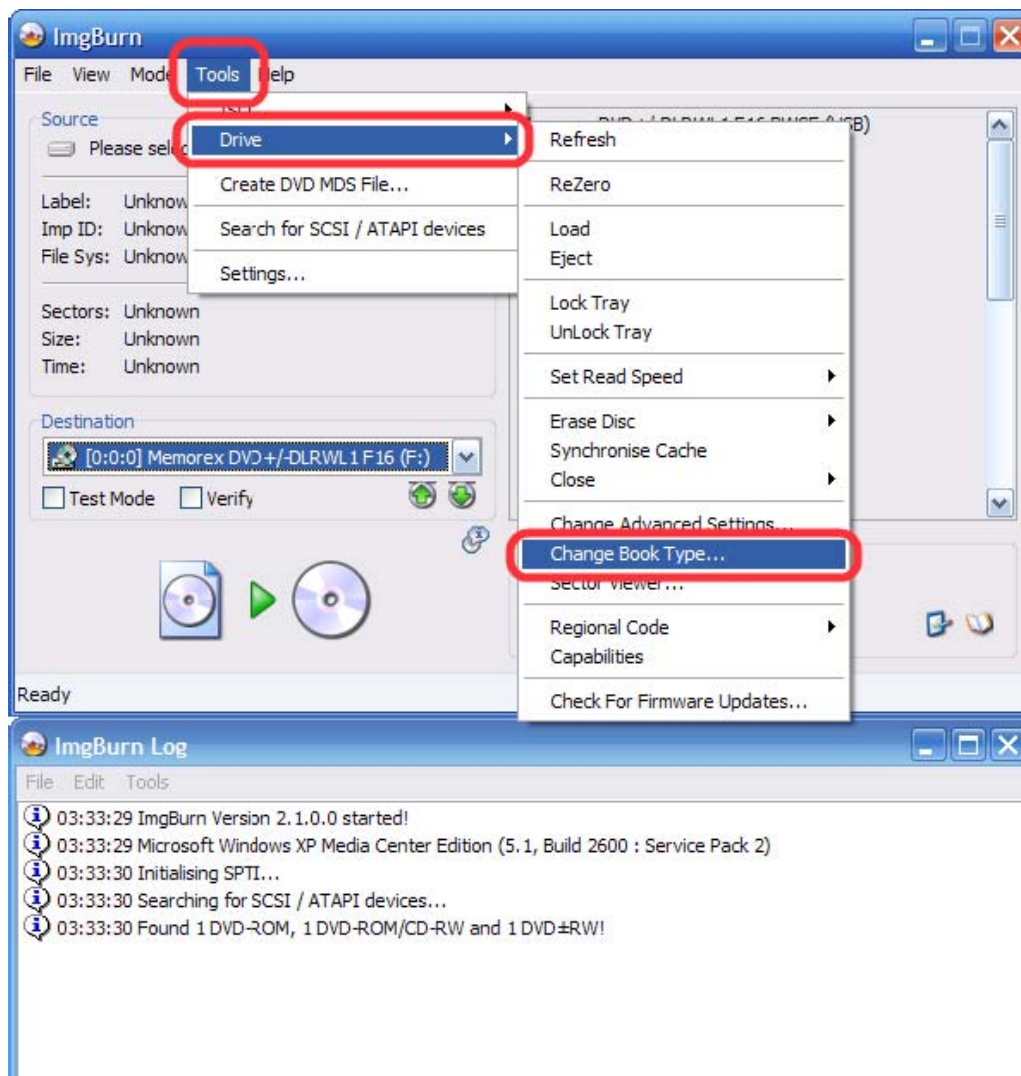 ImgBurn
File View Mode Tools Help
Source
Please selec
Label: Unknow
Imp ID: Unknow
File Sys: Unknow
Sectors: Unknown
Size: Unknown
Time: Unknown
Destination
[0:0:0] Memorex DVD+/-DLRWL1F16 (F:)
Test Mode Verify
Ready
Drive
Create DVD MDS File...
Search for SCSI / ATAPI devices
Settings...
Refresh
ReZero
Load
Eject
Lock Tray
UnLock Tray
Set Read Speed
Erase Disc
Synchronise Cache
Close
Change Advanced Settings...
Change Book Type...
Sector Viewer...
Regional Code
Capabilities
Check For Firmware Updates...
ImgBurn Log
File Edit Tools
03:33:29 ImgBurn Version 2.1.0.0 started!
03:33:29 Microsoft Windows XP Media Center Edition (5.1, Build 2600 : Service Pack 2)
03:33:30 Initialising SPTI...
03:33:30 Searching for SCSI / ATAPI devices...
03:33:30 Found 1 DVD-ROM, 1 DVD-ROM/CD-RW and 1 DVD±RW!